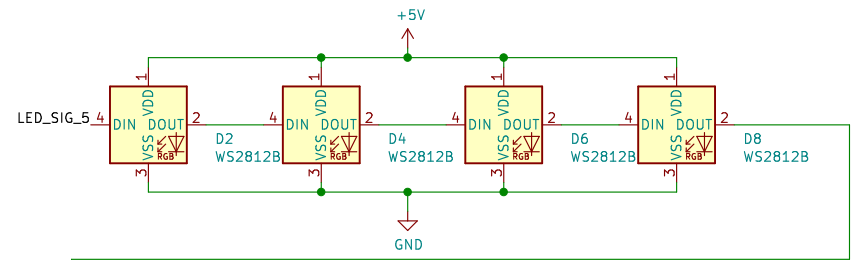 +5V
1 1 1 1
VDD VDD VDD VDD
LED_SIG_5 4 DIN DOUT 2 4 DIN DOUT 2 4 DIN DOUT 2 4 DIN DOUT 2
VSS RGB D2 VSS RGB D4 VSS RGB D6 VSS RGB D8
WS2812B WS2812B WS2812B WS2812B
3 3 3 3
GND